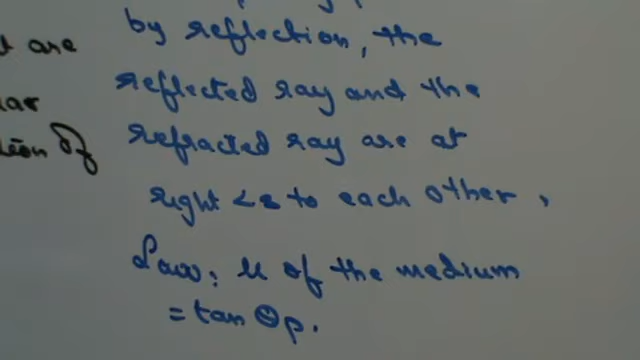 by reflection, the
t are
reflected ray and the
refracted ray are at
right <s to each other,
Law: μ of the medium
= tan θp.